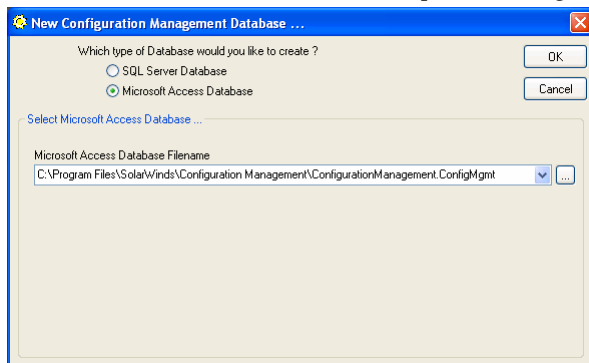 New Configuration Management Database ...
Which type of Database would you like to create ?
OK
SQL Server Database
Microsoft Access Database
Cancel
Select Microsoft Access Database ...
Microsoft Access Database Filename
C:\Program Files\SolarWinds\Configuration Management\ConfigurationManagement.ConfigMgmt
...